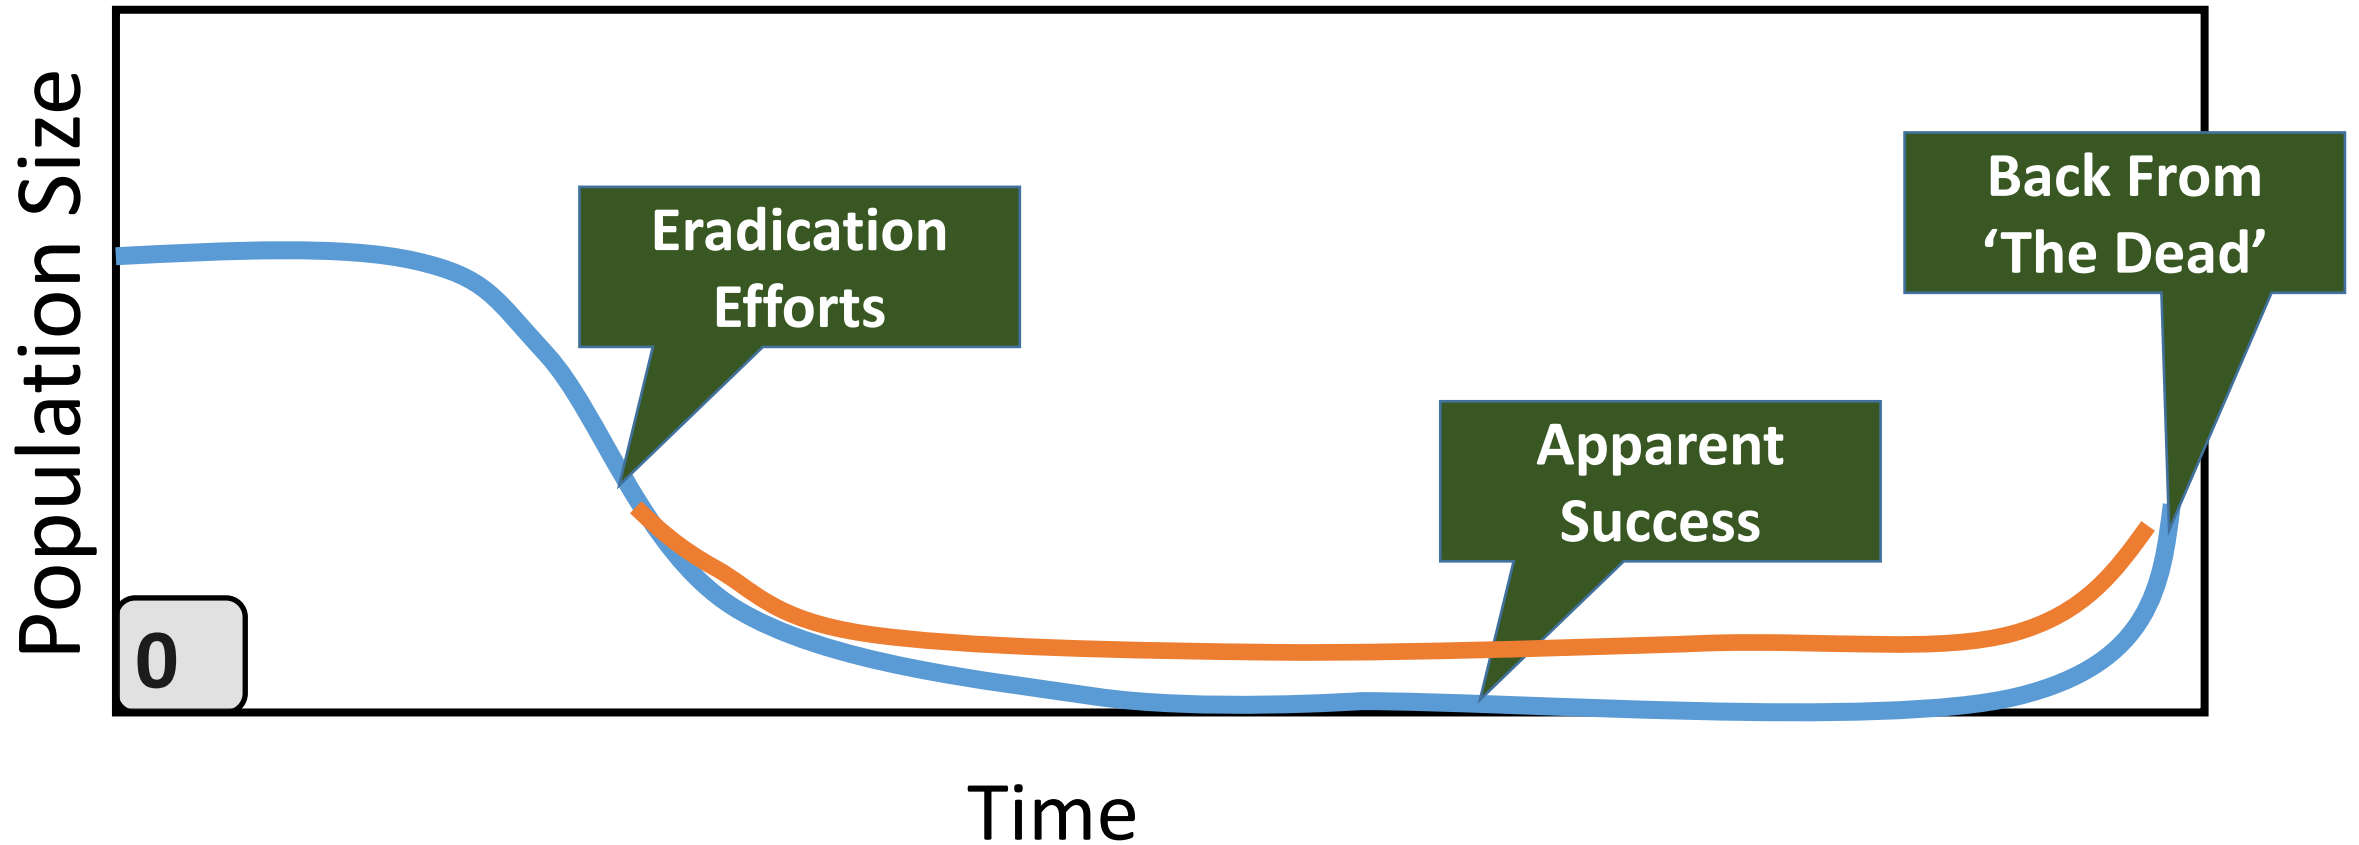 Population Size
Eradication
Efforts
Back From
‘The Dead’
Apparent
Success
0
Time